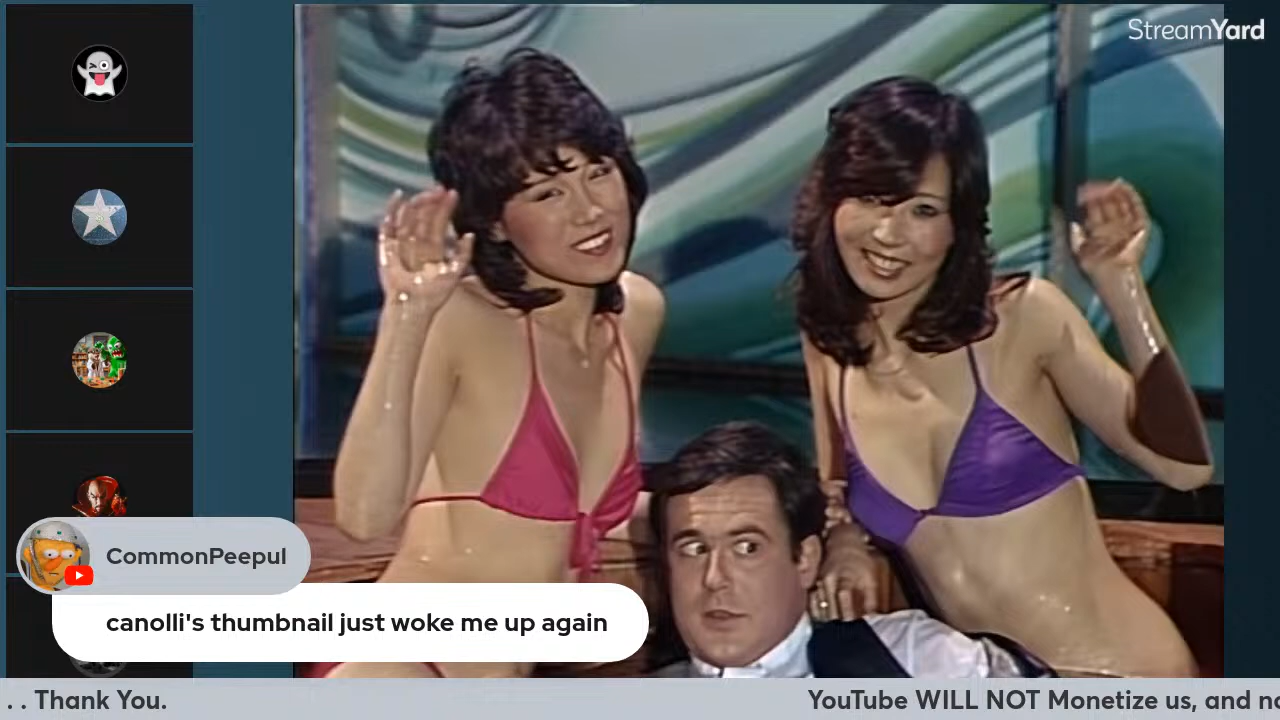 StreamYard
CommonPeepul
canolli's thumbnail just woke me up again
. . Thank You.
YouTube WILL NOT Monetize us, and no